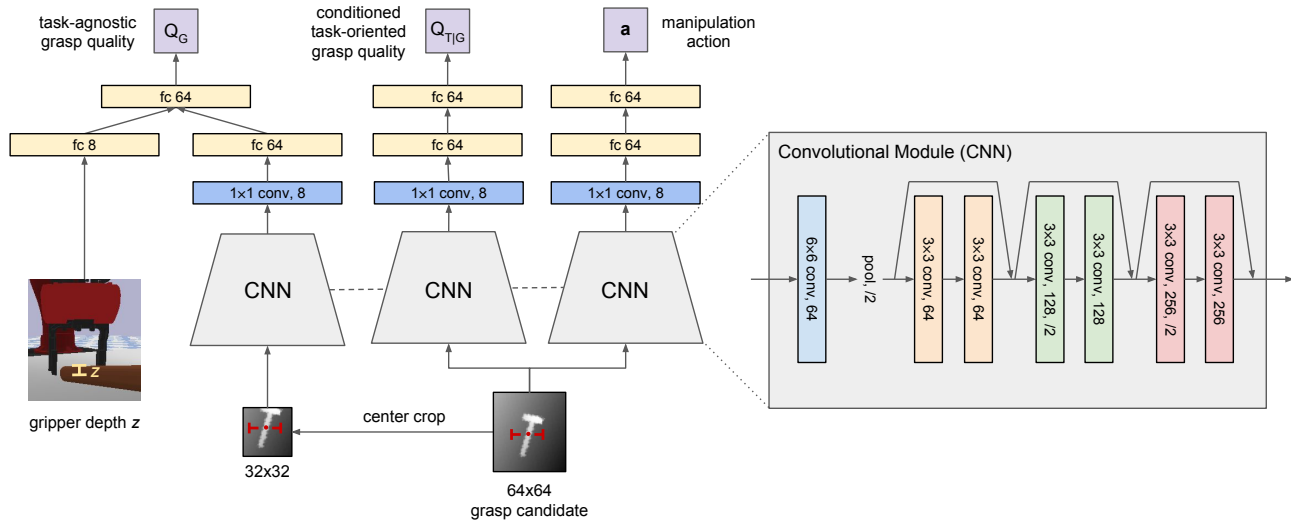 task-agnostic
grasp quality
Q_G
conditioned
task-oriented
grasp quality
Q_T|G
a
manipulation
action
fc 64
fc 64
fc 64
fc 8
fc 64
fc 64
fc 64
1×1 conv, 8
1×1 conv, 8
1×1 conv, 8
CNN
CNN
CNN
z
gripper depth z
center crop
32x32
64x64
grasp candidate
Convolutional Module (CNN)
6×6 conv, 64
pool, /2
3×3 conv, 64
3×3 conv, 64
3×3 conv, 128, /2
3×3 conv, 128
3×3 conv, 256, /2
3×3 conv, 256